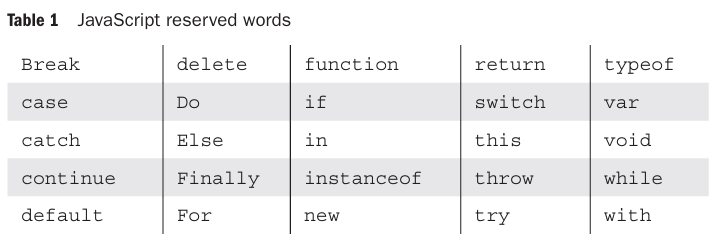 Table 1 JavaScript reserved words
Break delete function return typeof
case Do if switch var
catch Else in this void
continue Finally instanceof throw while
default For new try with